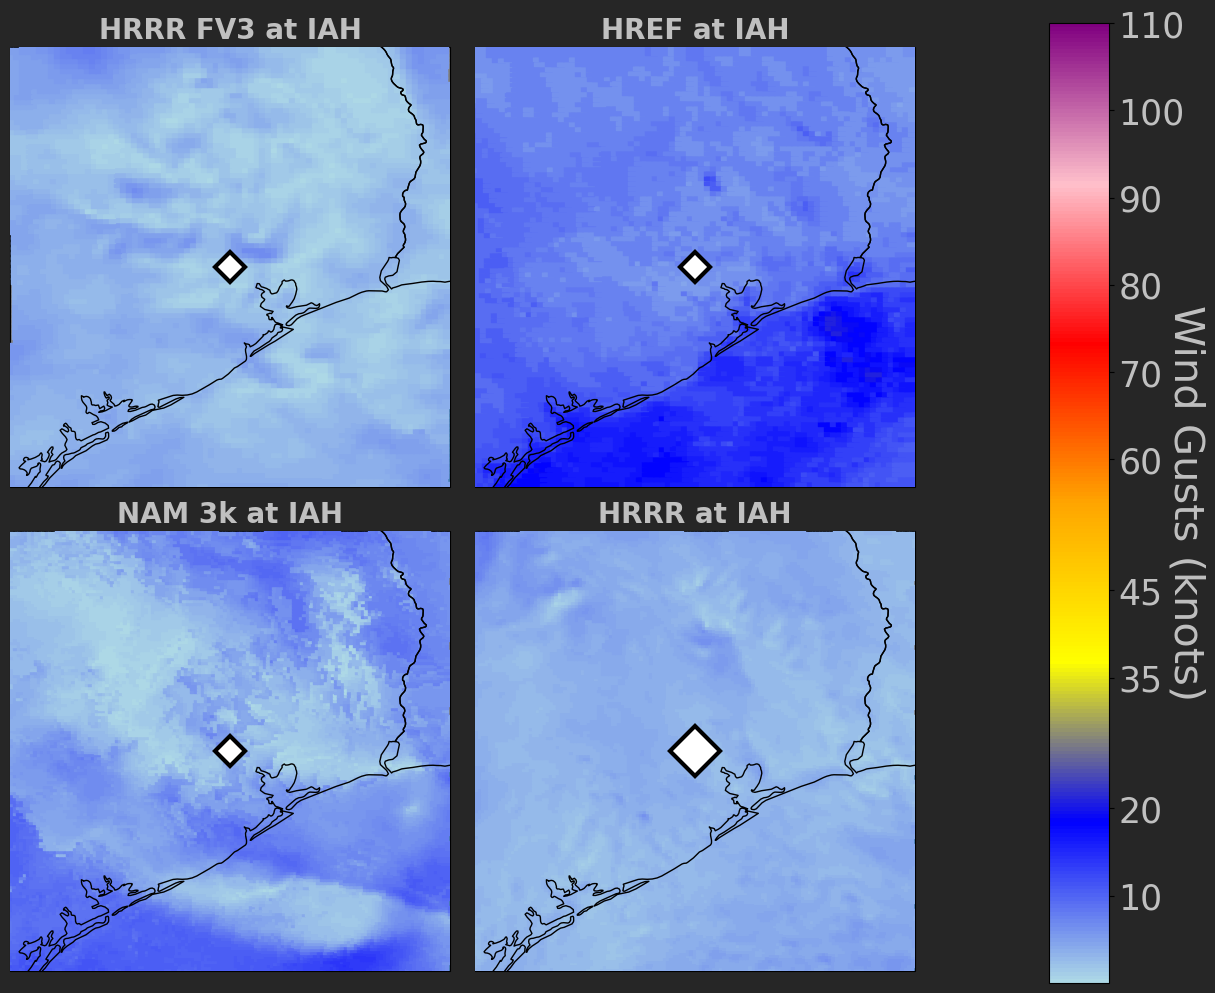 HRRR FV3 at IAH
HREF at IAH
NAM 3k at IAH
HRRR at IAH
110
100
90
80
70
60
45
35
20
10
Wind Gusts (knots)